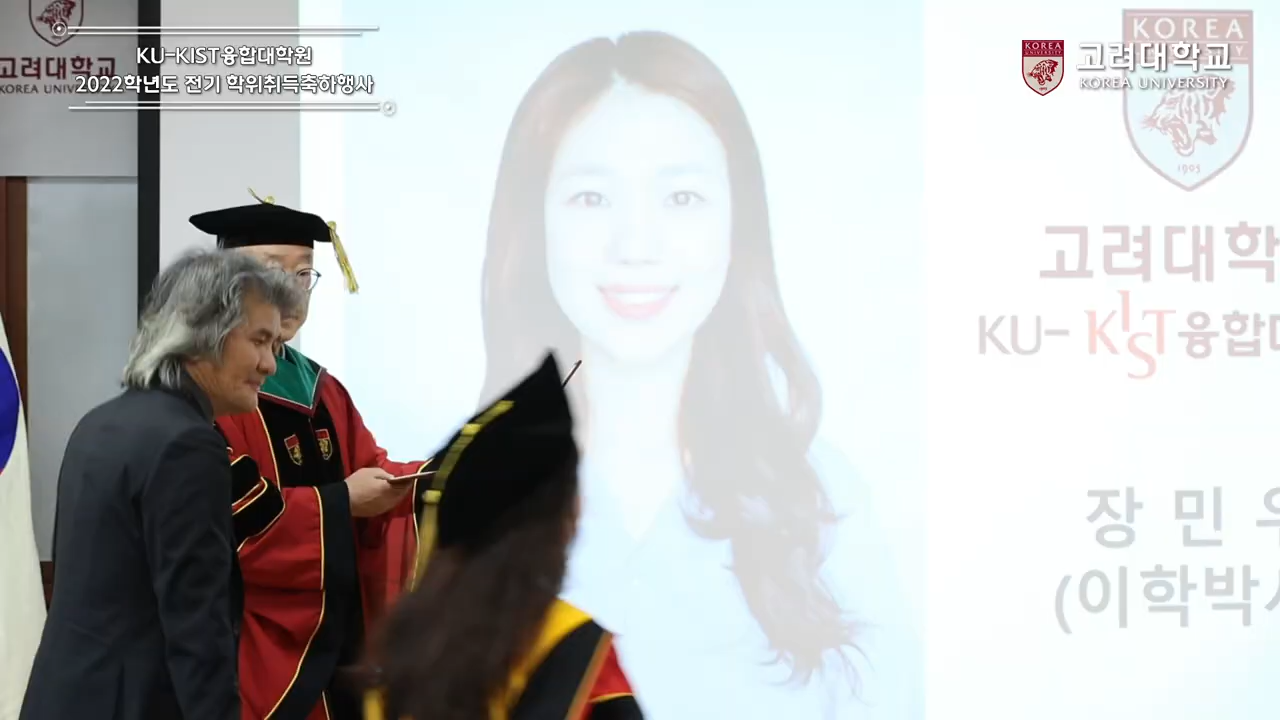 KU-KIST융합대학원
2022학년도 전기 학위취득축하행사
고려대학교
KOREA UNIVERSITY
고려대학교
KOREA UNIV
KOREA
UNIVERSITY
KOREA
1905
고려대학
KU- KIST융합
장 민
(이학박